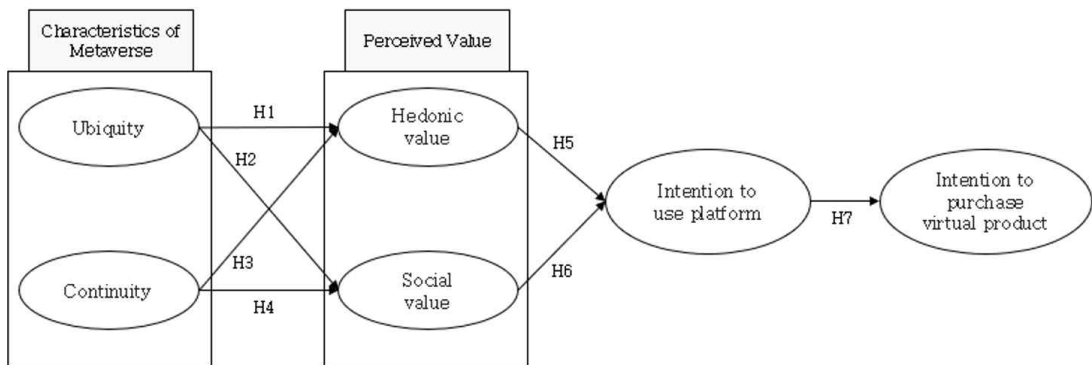 Characteristics of
Metaverse
Perceived Value
Ubiquity
H1
Hedonic
value
H2
H5
Intention to
use platform
H7
Intention to
purchase
virtual product
H3
H6
Continuity
H4
Social
value